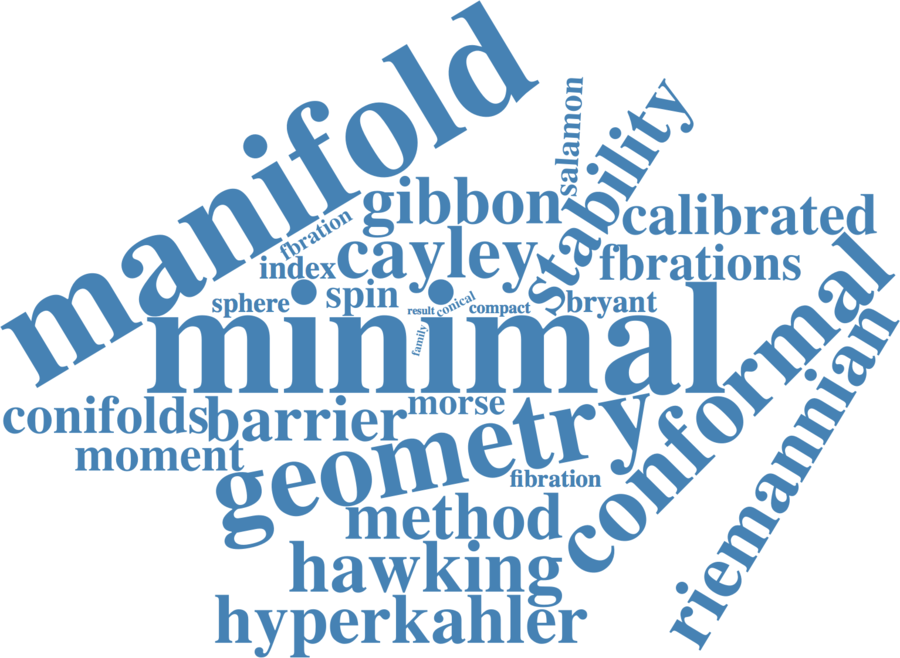 manifold
salamon
stability
gibbon
calibrated
fbration
cayley
index
fbrations
spin
sphere
result
conical
compact
bryant
family
minimal
conformal
riemannian
conifolds
barrier
morse
moment
geometry
fibration
method
hawking
hyperkahler